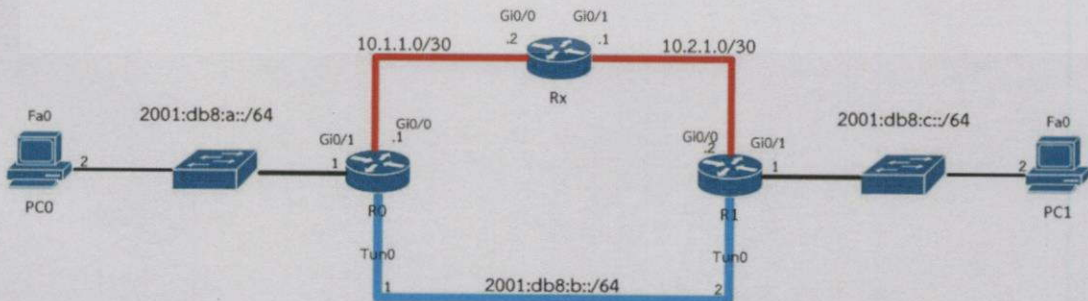 Gi0/0
Gi0/1
10.1.1.0/30
.2
.1
10.2.1.0/30
Rx
Fa0
2001:db8:a::/64
Gi0/1
.1
Gi0/0
2
1
PC0
R0
Gi0/0
.2
Gi0/1
2001:db8:c::/64
Fa0
1
2
R1
PC1
Tun0
Tun0
1
2001:db8:b::/64
2